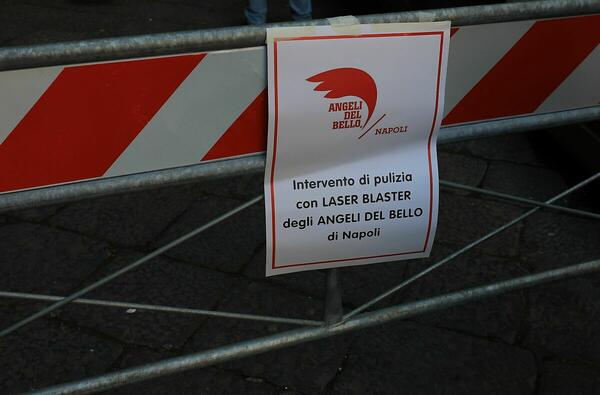 ANGELI
DEL
BELLO
NAPOLI
Intervento di pulizia
con LASER BLASTER
degli ANGELI DEL BELLO
di Napoli